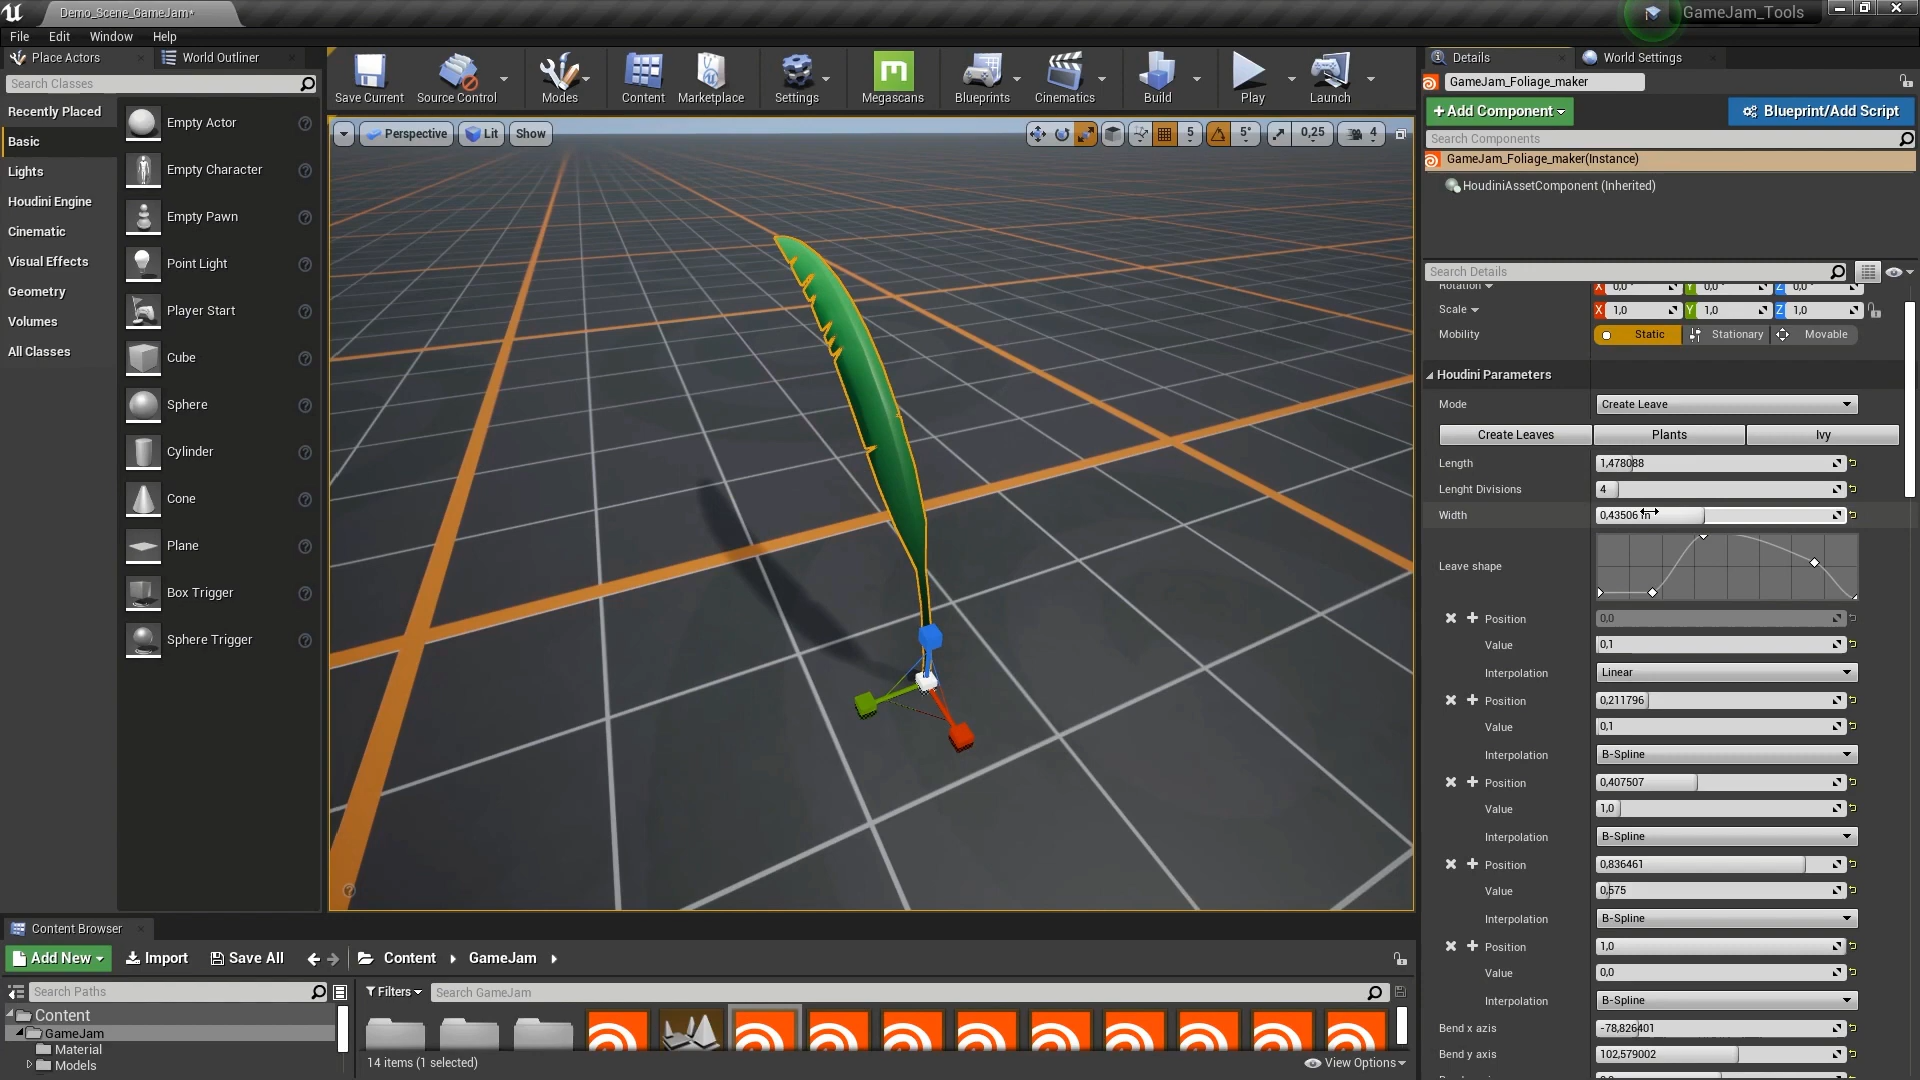 Demo_Scene_GameJam*
GameJam_Tools
File Edit Window Help
Place Actors
World Outliner
Search Classes
Recently Placed
Basic
Lights
Houdini Engine
Cinematic
Visual Effects
Geometry
Volumes
All Classes
Empty Actor
Empty Character
Empty Pawn
Point Light
Player Start
Cube
Sphere
Cylinder
Cone
Plane
Box Trigger
Sphere Trigger
Save Current
Source Control
Modes
Content
Marketplace
Settings
Megascans
Blueprints
Cinematics
Build
Play
Launch
Perspective
Lit
Show
5
5°
0,25
4
Details
World Settings
GameJam_Foliage_maker
+Add Component
Blueprint/Add Script
Search Components
GameJam_Foliage_maker(Instance)
HoudiniAssetComponent (Inherited)
Search Details
Rotation X 0,0° Y 0,0° Z 0,0°
Scale X 1,0 Y 1,0 Z 1,0
Mobility Static Stationary Movable
Houdini Parameters
Mode Create Leave
Create Leaves Plants Ivy
Length 1,478088
Lenght Divisions 4
Width 0,43506 m
Leave shape
Position 0,0
Value 0,1
Interpolation Linear
Position 0,211796
Value 0,1
Interpolation B-Spline
Position 0,407507
Value 1,0
Interpolation B-Spline
Position 0,836461
Value 0,575
Interpolation B-Spline
Position 1,0
Value 0,0
Interpolation B-Spline
Bend x azis -78,826401
Bend y axis 102,579002
Content Browser
Add New
Import
Save All
Content
GameJam
Search Paths
Filters
Search GameJam
Content
GameJam
Material
Models
14 items (1 selected)
View Options